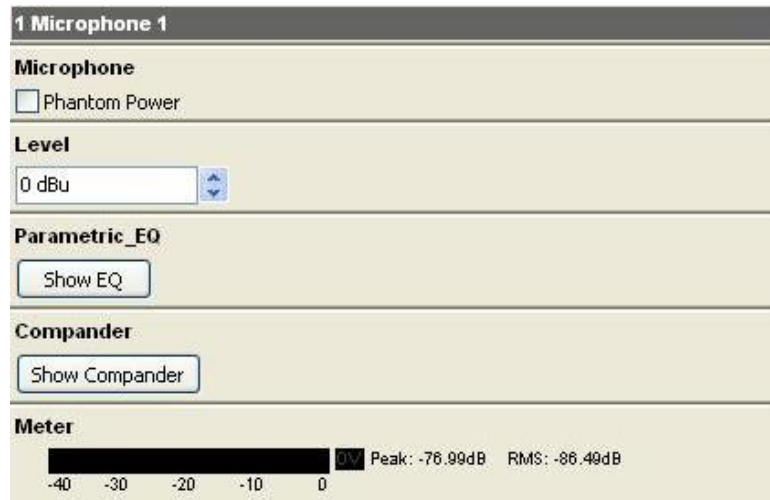 1 Microphone 1
Microphone
Phantom Power
Level
0 dBu
Parametric_EQ
Show EQ
Compander
Show Compander
Meter
OV Peak: -76.99dB RMS: -86.49dB
-40 -30 -20 -10 0